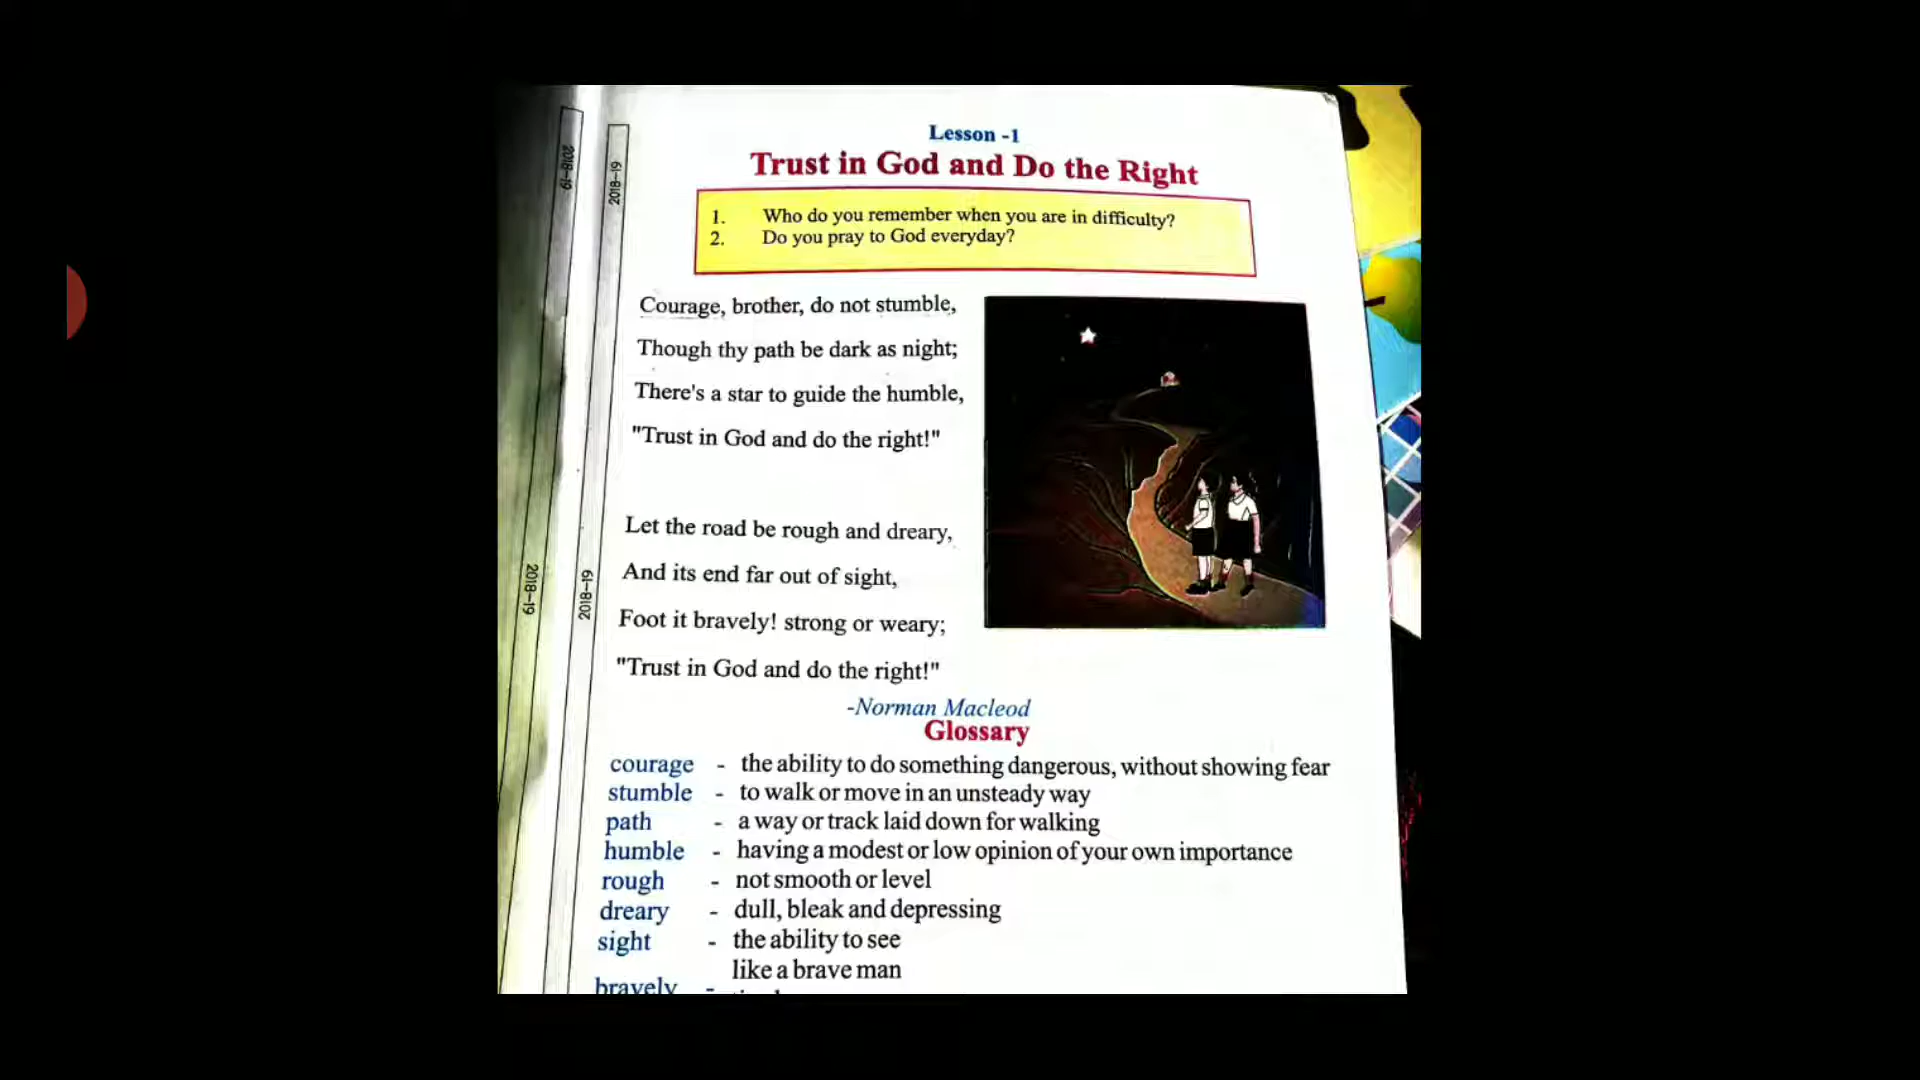 Lesson -1
Trust in God and Do the Right
1. Who do you remember when you are in difficulty?
2. Do you pray to God everyday?
Courage, brother, do not stumble,
Though thy path be dark as night;
There's a star to guide the humble,
"Trust in God and do the right!"
Let the road be rough and dreary,
And its end far out of sight,
Foot it bravely! strong or weary;
"Trust in God and do the right!"
-Norman Macleod
Glossary
courage - the ability to do something dangerous, without showing fear
stumble - to walk or move in an unsteady way
path - a way or track laid down for walking
humble - having a modest or low opinion of your own importance
rough - not smooth or level
dreary - dull, bleak and depressing
sight - the ability to see
like a brave man
bravely -
2018-19
2018-19
2018-19
2018-19